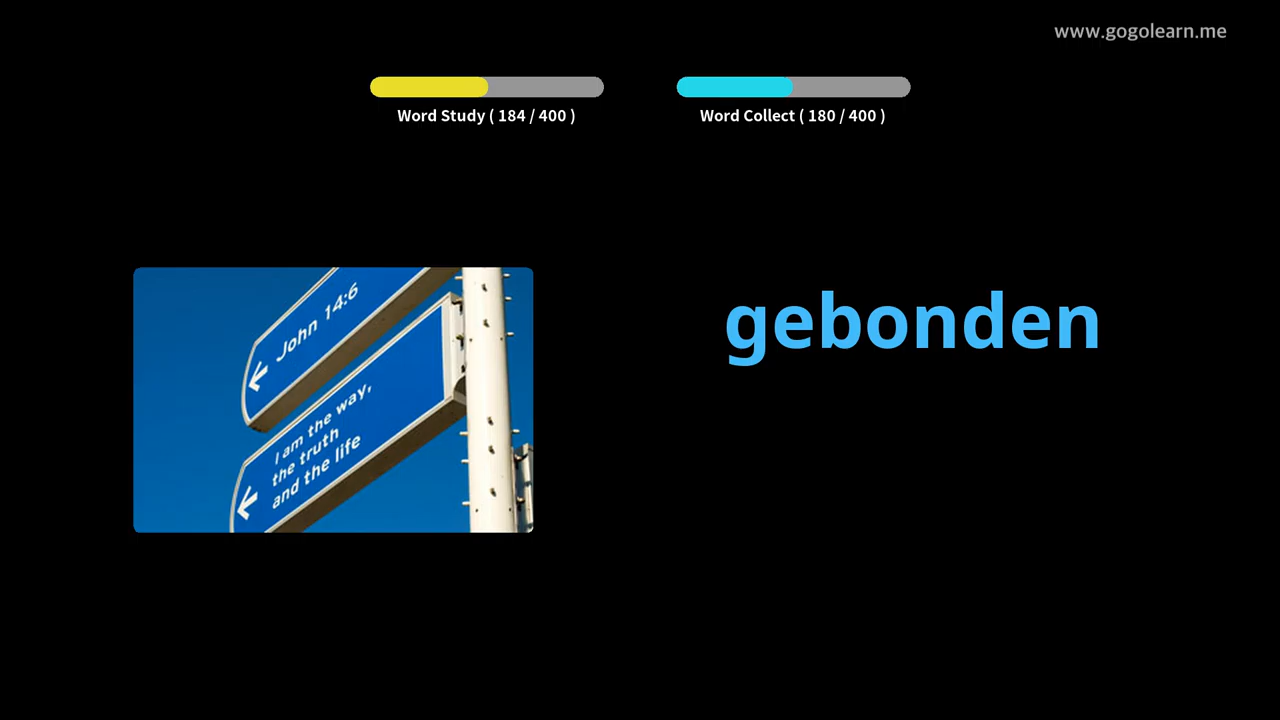 www.gogolearn.me
Word Study ( 184 / 400 )
Word Collect ( 180 / 400 )
John 14:6
I am the way,
the truth
and the life
gebonden